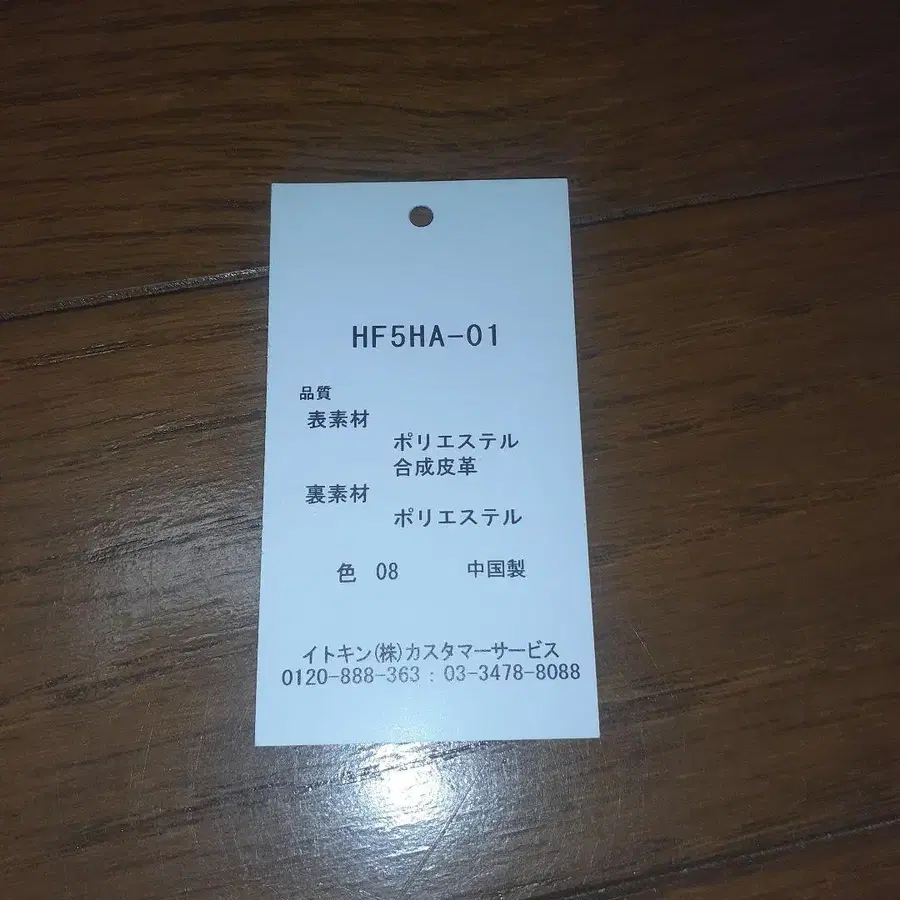 HF5HA-01
品質
表素材
ポリエステル
合成皮革
裏素材
ポリエステル
色 08 中国製
イトキン(株)カスタマーサービス
0120-888-363 : 03-3478-8088